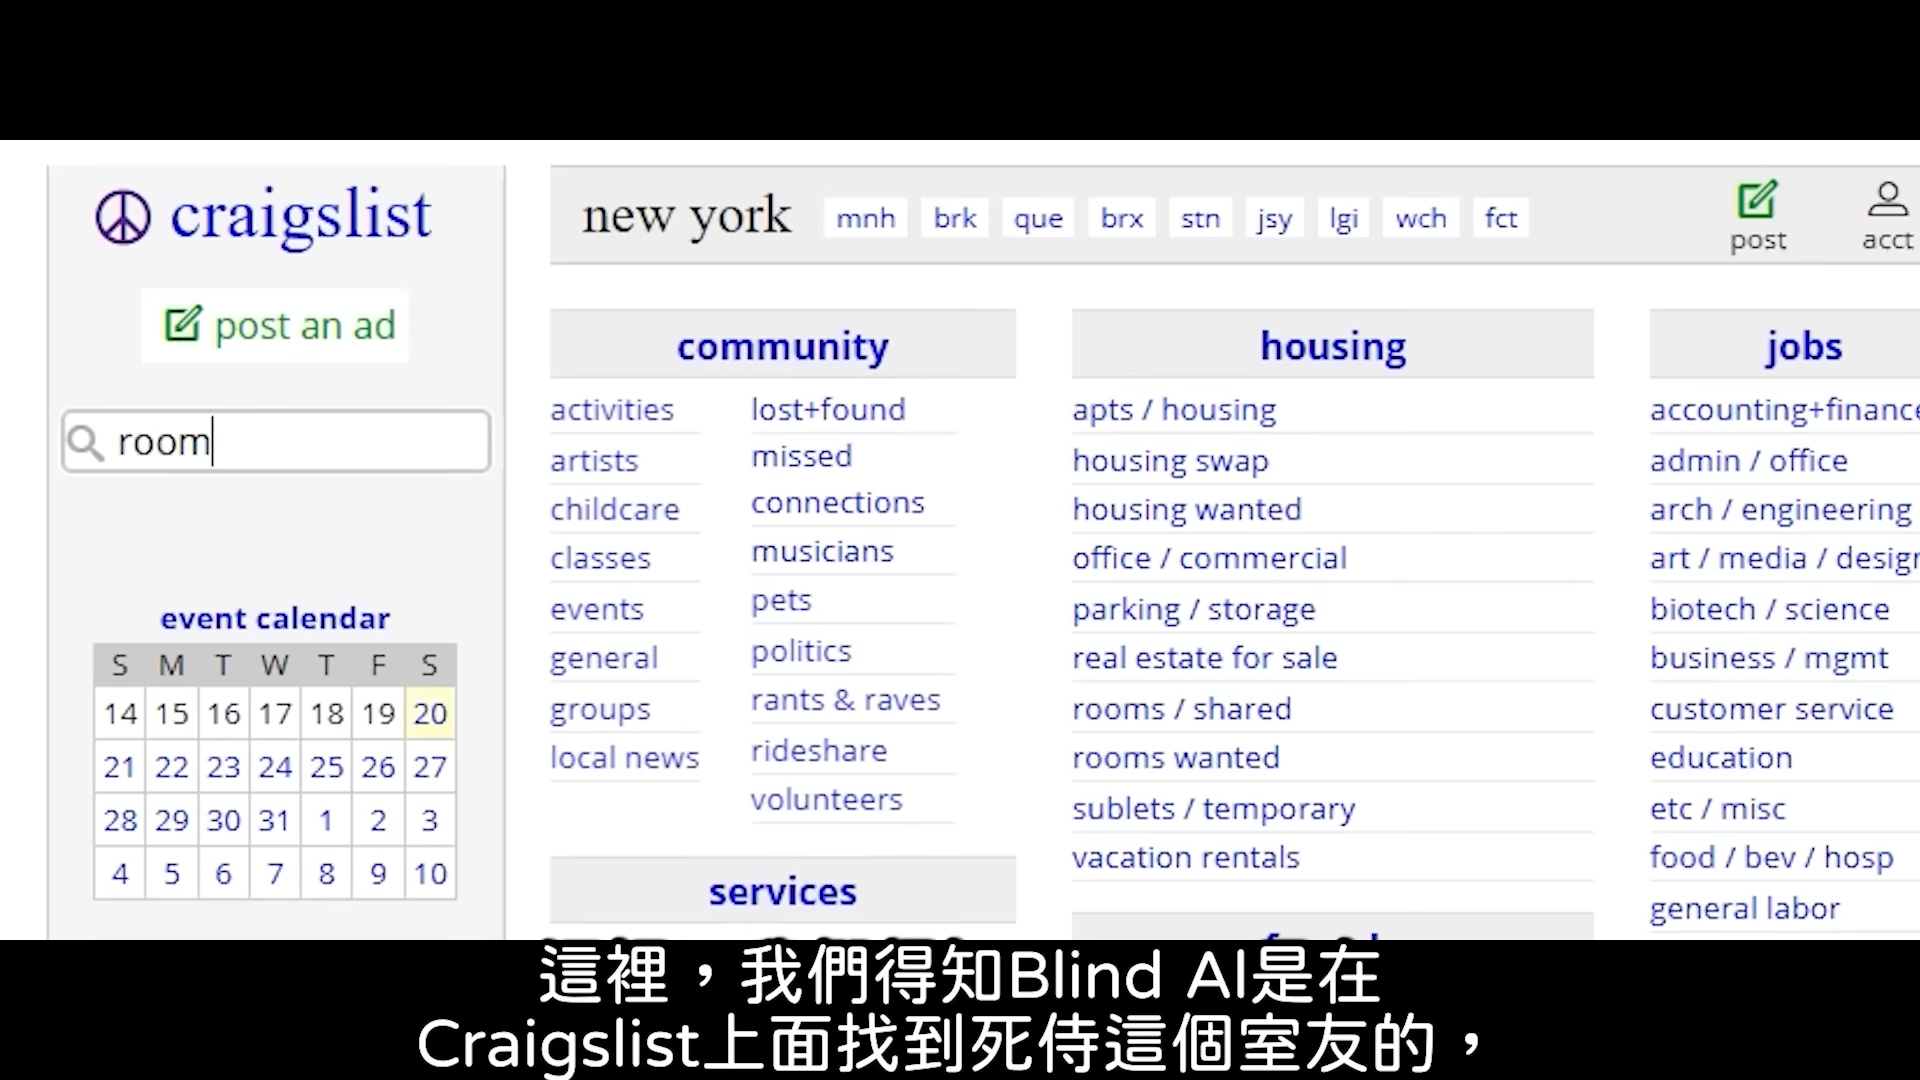 craigslist
post an ad
room
event calendar
S M T W T F S
14 15 16 17 18 19 20
21 22 23 24 25 26 27
28 29 30 31 1 2 3
4 5 6 7 8 9 10
new york mnh brk que brx stn jsy lgi wch fct
post
acct
community
activities
artists
childcare
classes
events
general
groups
local news
lost+found
missed
connections
musicians
pets
politics
rants & raves
rideshare
volunteers
services
housing
apts / housing
housing swap
housing wanted
office / commercial
parking / storage
real estate for sale
rooms / shared
rooms wanted
sublets / temporary
vacation rentals
jobs
accounting+finance
admin / office
arch / engineering
art / media / design
biotech / science
business / mgmt
customer service
education
etc / misc
food / bev / hosp
general labor
這裡，我們得知Blind Al是在
Craigslist上面找到死侍這個室友的，